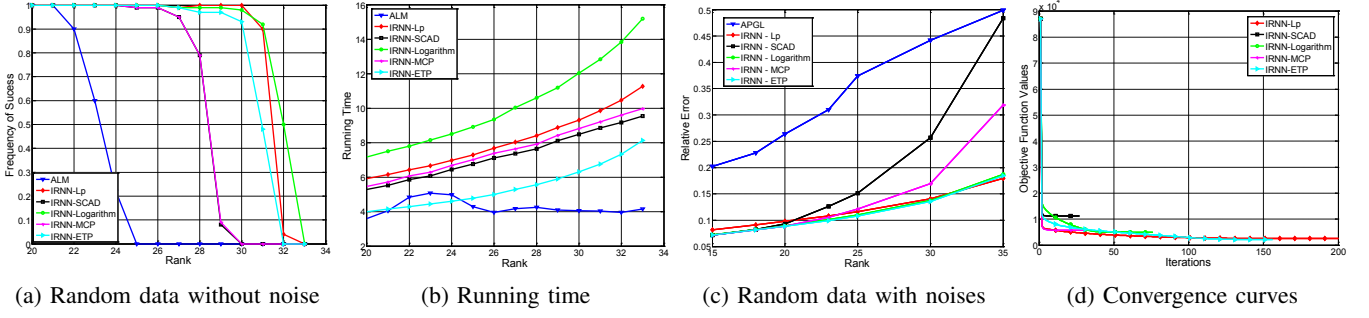 Frequency of Sucess
1
0.9
0.8
0.7
0.6
0.5
0.4
0.3
0.2
0.1
0
ALM
IRNN-Lp
IRNN-SCAD
IRNN-Logarithm
IRNN-MCP
IRNN-ETP
20 22 24 26 28 30 32 34
Rank
(a) Random data without noise
Running Time
16
14
12
10
8
6
4
2
ALM
IRNN-Lp
IRNN-SCAD
IRNN-Logarithm
IRNN-MCP
IRNN-ETP
20 22 24 26 28 30 32 34
Rank
(b) Running time
Relative Error
0.5
0.45
0.4
0.35
0.3
0.25
0.2
0.15
0.1
0.05
APGL
IRNN - Lp
IRNN - SCAD
IRNN - Logarithm
IRNN - MCP
IRNN - ETP
15 20 25 30 35
Rank
(c) Random data with noises
Objective Function Values
x 10⁴
9
8
7
6
5
4
3
2
1
0
IRNN-Lp
IRNN-SCAD
IRNN-Logarithm
IRNN-MCP
IRNN-ETP
0 50 100 150 200
Iterations
(d) Convergence curves